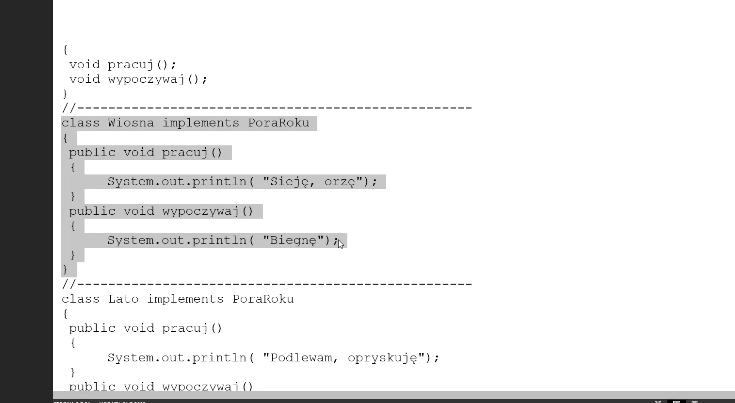 {
void pracuj();
void wypoczywaj();
}
//---------------------------------------------------
class Wiosna implements PoraRoku
{
public void pracuj()
{
System.out.println( "Sieję, orzę");
}
public void wypoczywaj()
{
System.out.println( "Biegnę");
}
}
//---------------------------------------------------
class Lato implements PoraRoku
{
public void pracuj()
{
System.out.println( "Podlewam, opryskuję");
}
public void wypoczywaj()